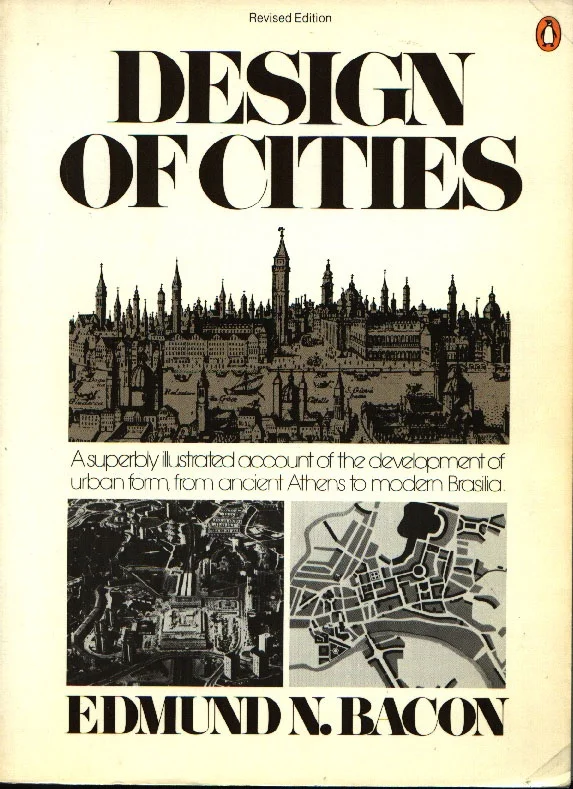 Revised Edition
DESIGN
OF CITIES
A superbly illustrated account of the development of
urban form, from ancient Athens to modern Brasilia.
EDMUND N. BACON